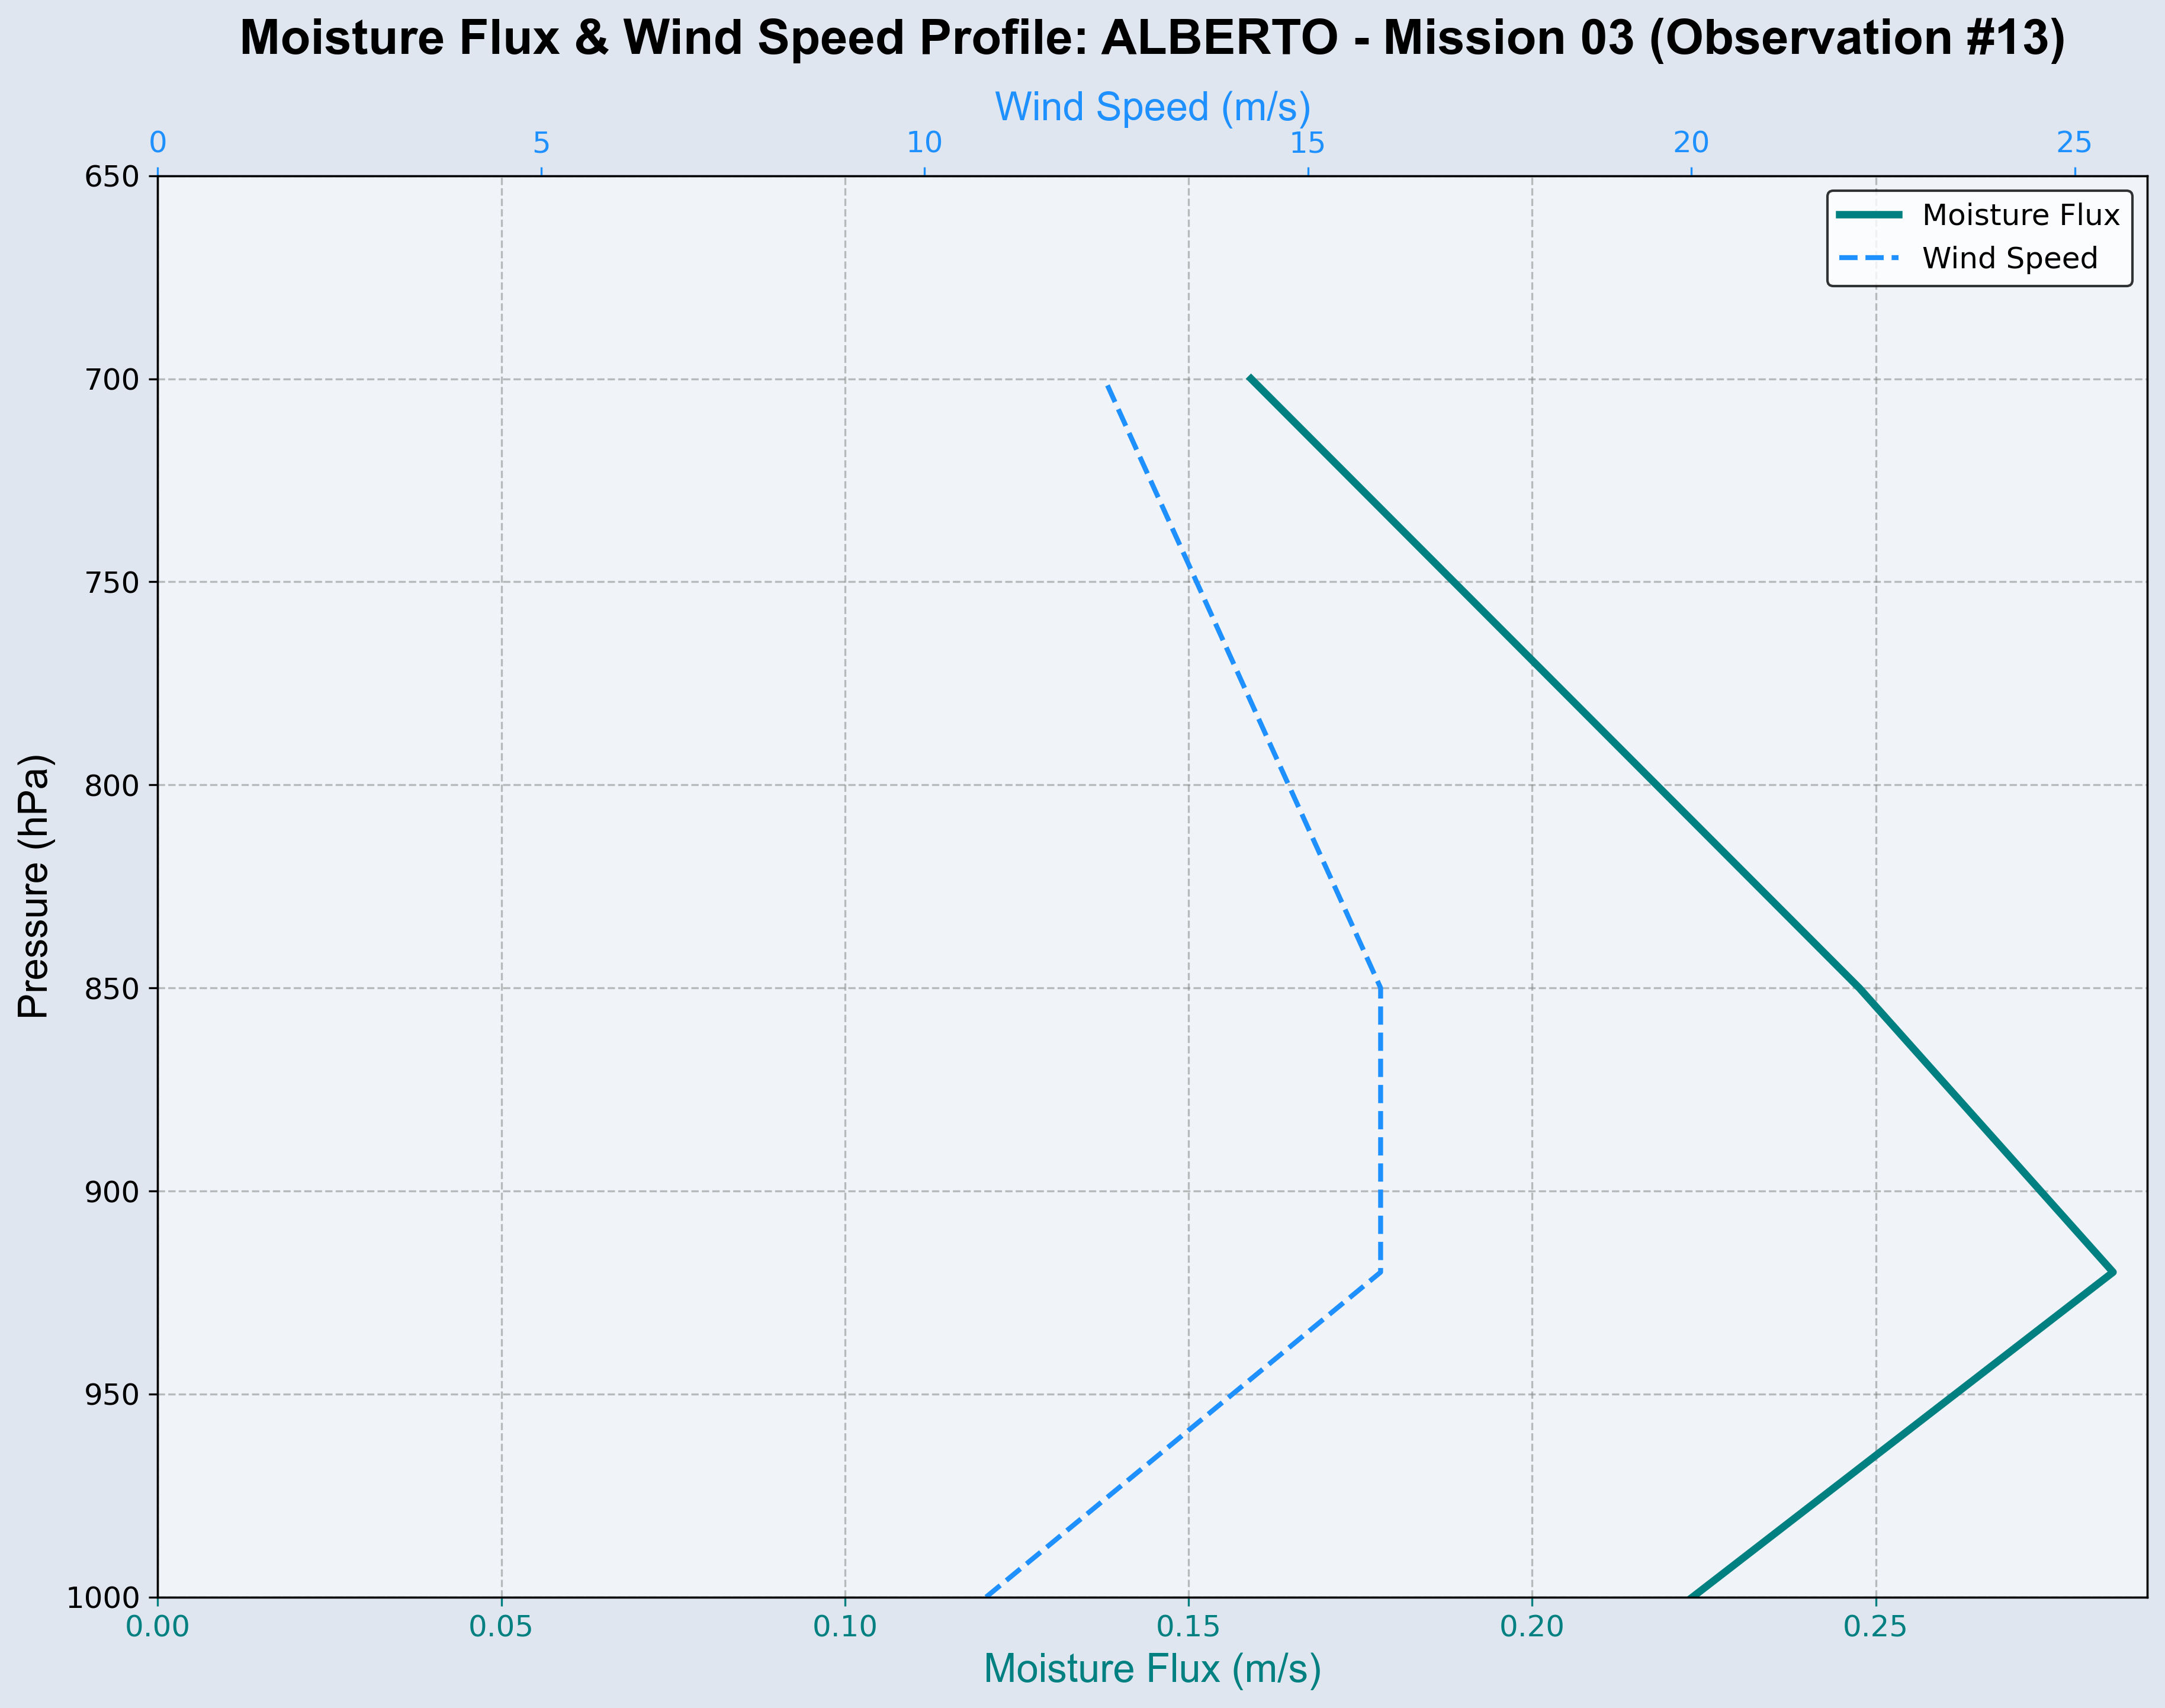 Moisture Flux & Wind Speed Profile: ALBERTO - Mission 03 (Observation #13)
Wind Speed (m/s)
0 5 10 15 20 25
Moisture Flux
Wind Speed
Pressure (hPa)
650
700
750
800
850
900
950
1000
0.00 0.05 0.10 0.15 0.20 0.25
Moisture Flux (m/s)